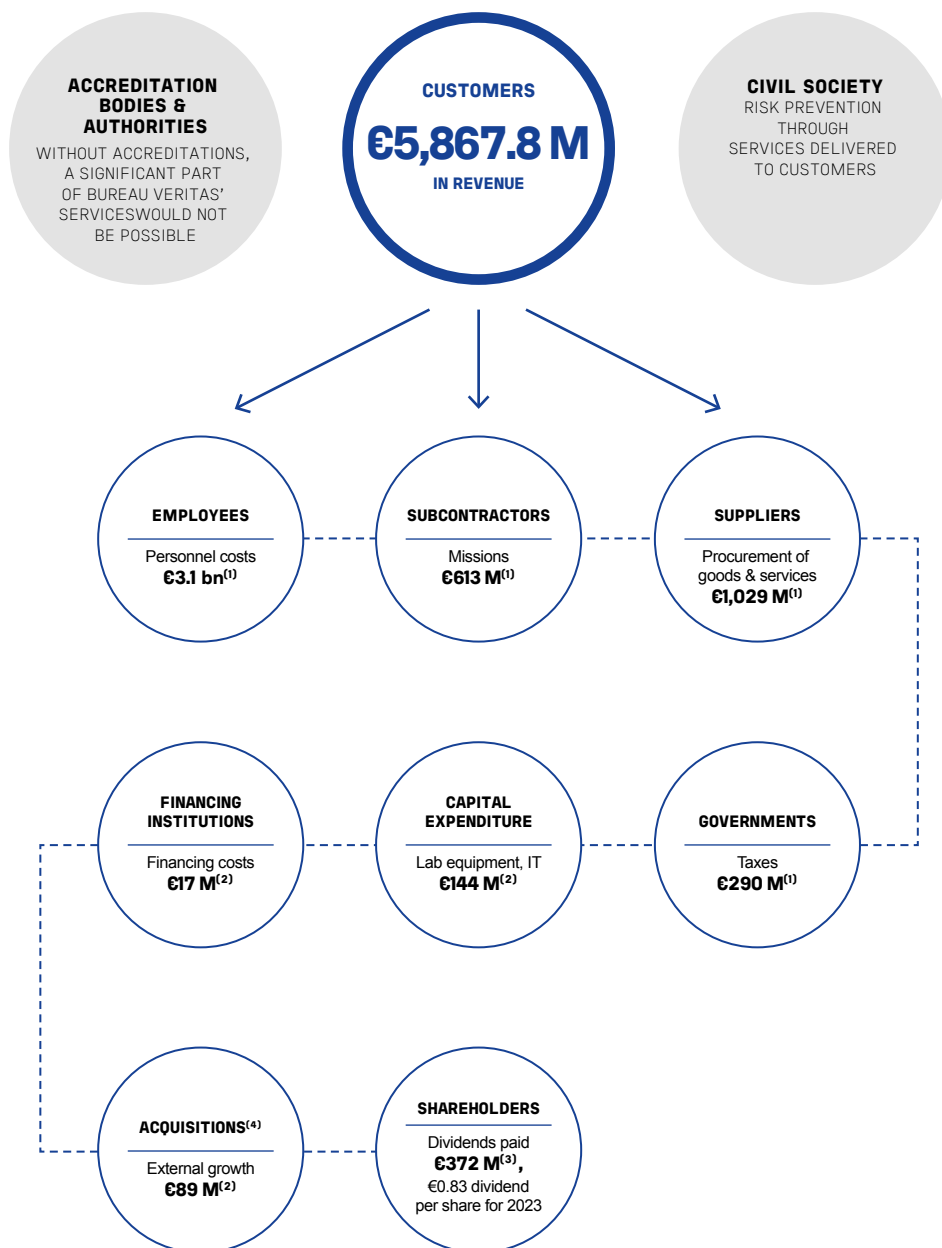 ACCREDITATION
BODIES &
AUTHORITIES
WITHOUT ACCREDITATIONS,
A SIGNIFICANT PART
OF BUREAU VERITAS’
SERVICESWOULD NOT
BE POSSIBLE
CUSTOMERS
€5,867.8 M
IN REVENUE
CIVIL SOCIETY
RISK PREVENTION
THROUGH
SERVICES DELIVERED
TO CUSTOMERS
EMPLOYEES
Personnel costs
€3.1 bn(1)
SUBCONTRACTORS
Missions
€613 M(1)
SUPPLIERS
Procurement of
goods & services
€1,029 M(1)
FINANCING
INSTITUTIONS
Financing costs
€17 M(2)
CAPITAL
EXPENDITURE
Lab equipment, IT
€144 M(2)
GOVERNMENTS
Taxes
€290 M(1)
ACQUISITIONS(4)
External growth
€89 M(2)
SHAREHOLDERS
Dividends paid
€372 M(3),
€0.83 dividend
per share for 2023